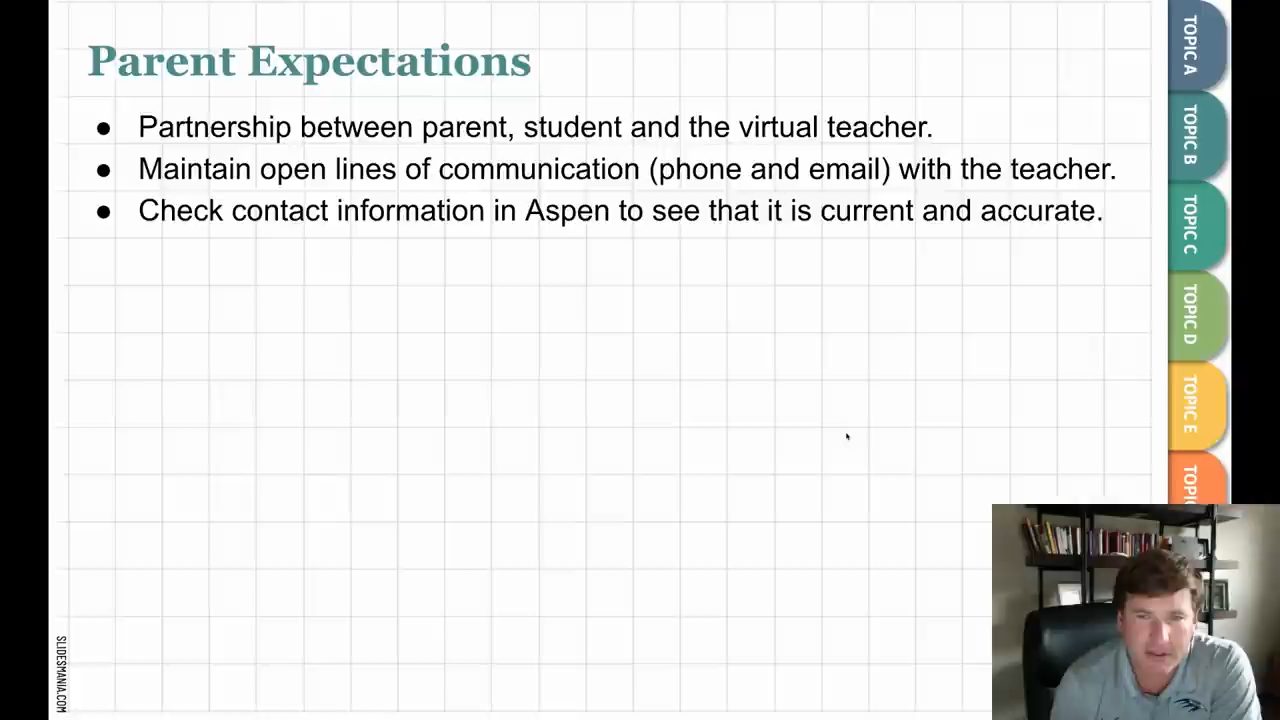 Parent Expectations
● Partnership between parent, student and the virtual teacher.
● Maintain open lines of communication (phone and email) with the teacher.
● Check contact information in Aspen to see that it is current and accurate.
TOPIC A
TOPIC B
TOPIC C
TOPIC D
TOPIC E
TOPIC
SLIDESMANIA.COM